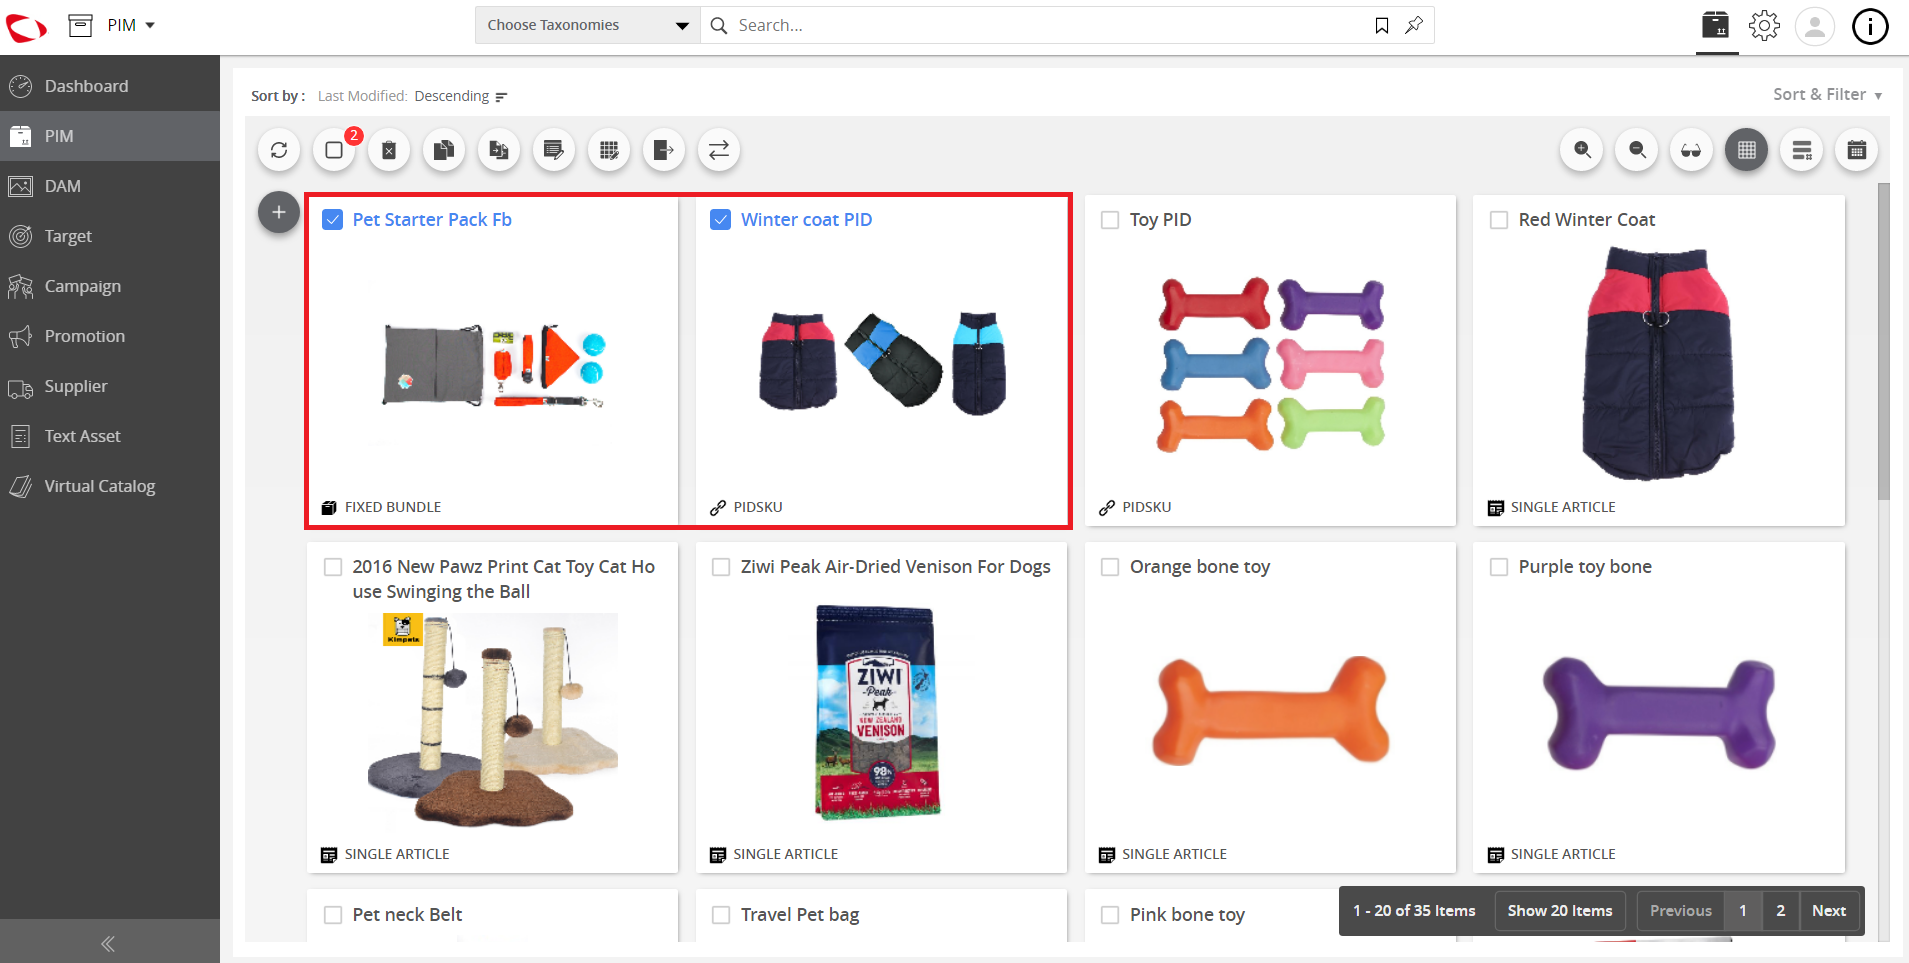 PIM
Choose Taxonomies
Search...
Dashboard
PIM
DAM
Target
Campaign
Promotion
Supplier
Text Asset
Virtual Catalog
Sort by : Last Modified: Descending
Sort & Filter
2
Pet Starter Pack Fb
FIXED BUNDLE
Winter coat PID
PIDSKU
Toy PID
PIDSKU
Red Winter Coat
SINGLE ARTICLE
2016 New Pawz Print Cat Toy Cat Ho
use Swinging the Ball
Kimpets
SINGLE ARTICLE
Ziwi Peak Air-Dried Venison For Dogs
ZIWI
Peak
NEW ZEALAND
VENISON
98%
SINGLE ARTICLE
Orange bone toy
SINGLE ARTICLE
Purple toy bone
SINGLE ARTICLE
Pet neck Belt
Travel Pet bag
Pink bone toy
1 - 20 of 35 Items
Show 20 Items
Previous 1 2 Next